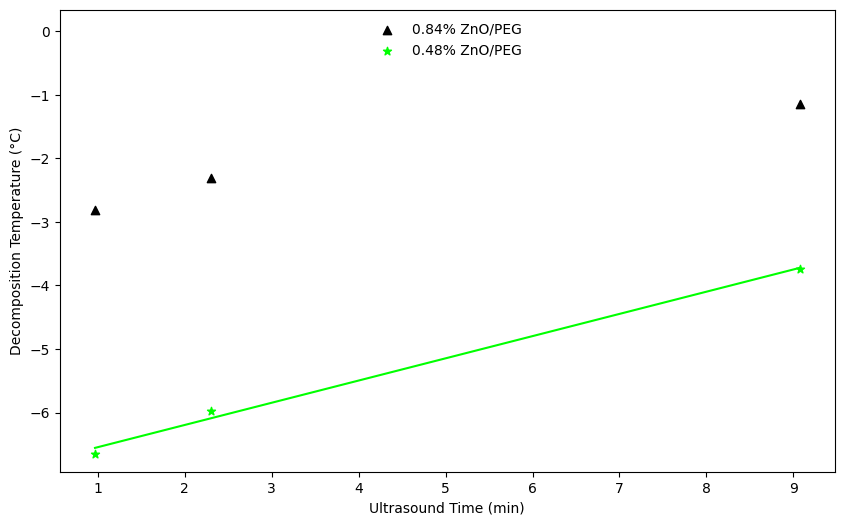 0.84% ZnO/PEG
0.48% ZnO/PEG
0
−1
−2
−3
−4
−5
−6
Decomposition Temperature (°C)
1 2 3 4 5 6 7 8 9
Ultrasound Time (min)